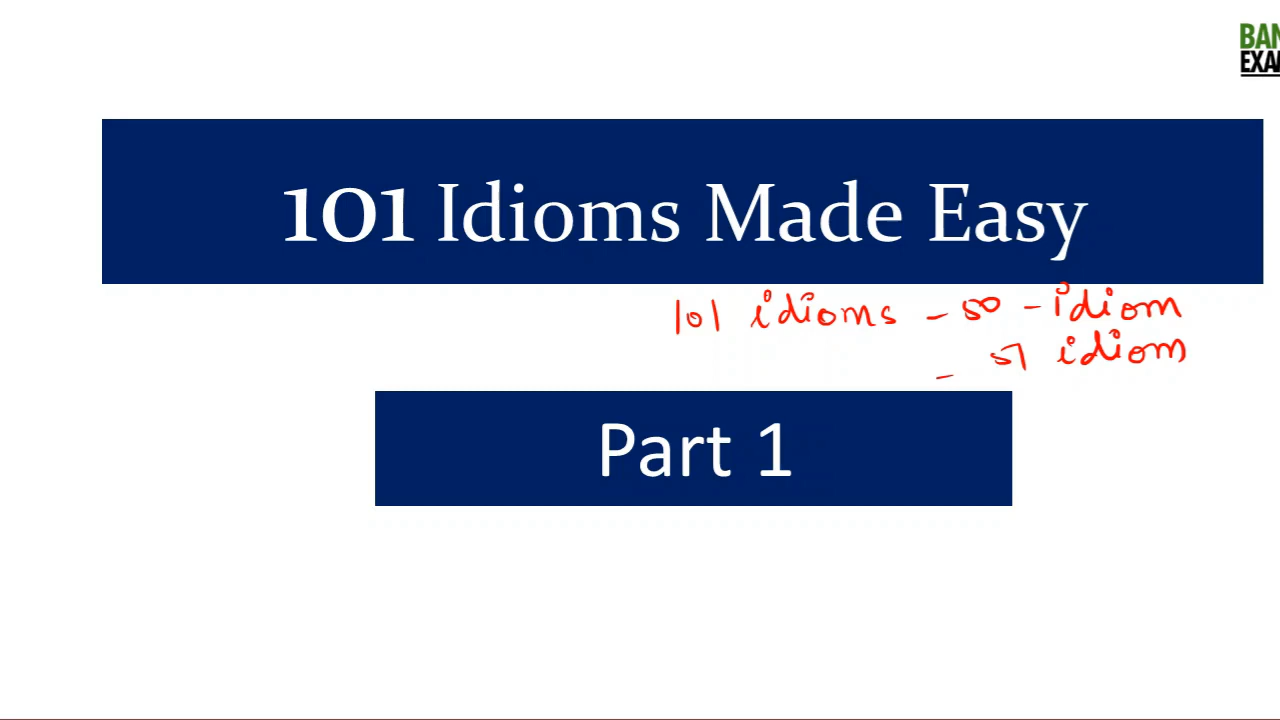 BAN
EXA
101 Idioms Made Easy
101 idioms - 50 - idiom
- 51 idiom
Part 1